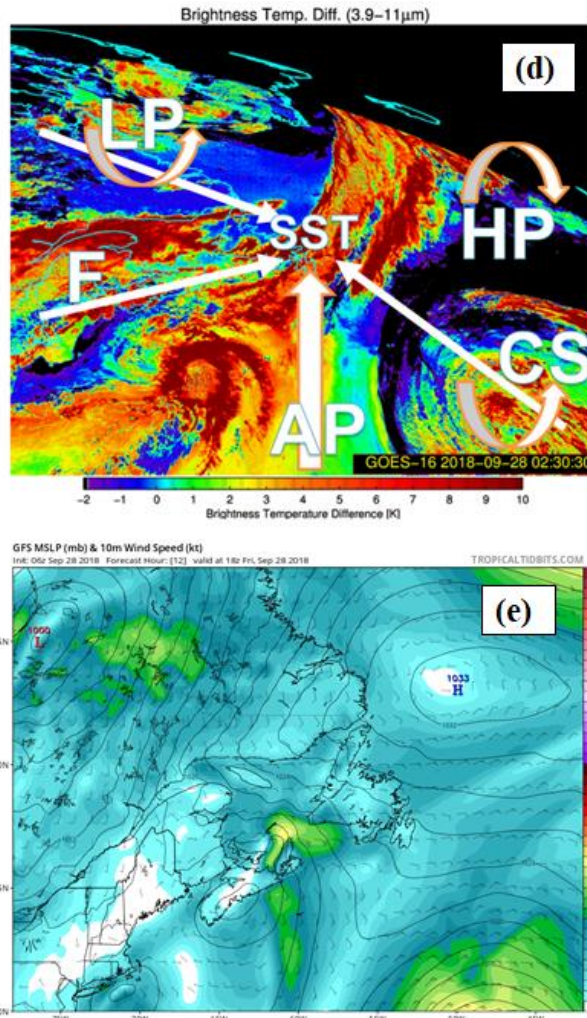 Brightness Temp. Diff. (3.9-11μm)
(d)
LP
HP
SST
F
CS
AP
GOES-16 2018-09-28 02:30:30
-2 -1 0 1 2 3 4 5 6 7 8 9 10
Brightness Temperature Difference [K]
GFS MSLP (mb) & 10m Wind Speed (kt)
Init: 06z Sep 28 2018 Forecast Hour: [12] valid at 18z Fri, Sep 28 2018 TROPICALTIDBITS.COM
(e)
1000
L
1033
H